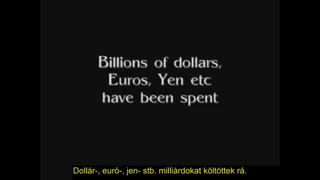 Billions of dollars,
Euros, Yen etc
have been spent
Dollár-, euró-, jen- stb. milliárdokat költöttek rá.